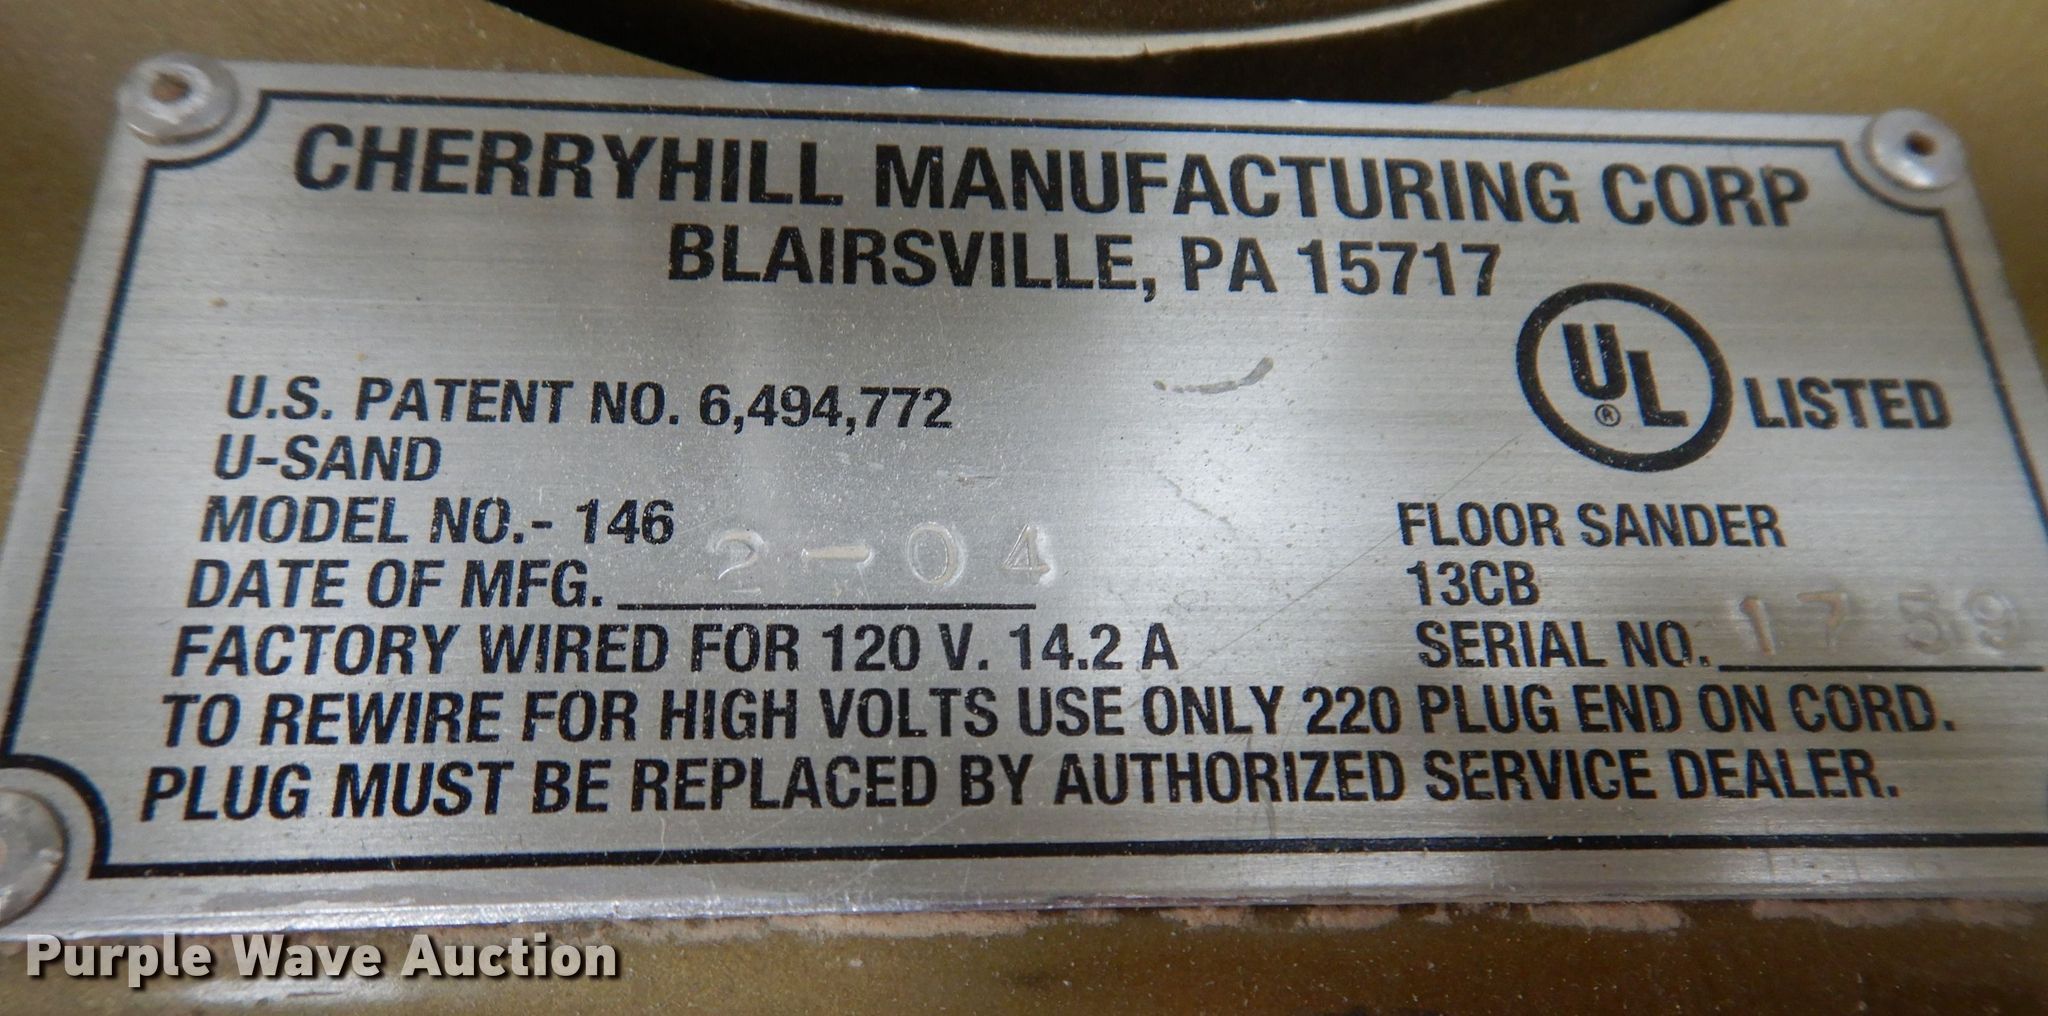 CHERRYHILL MANUFACTURING CORP
BLAIRSVILLE, PA 15717
UL ® LISTED
U.S. PATENT NO. 6,494,772
U-SAND
MODEL NO.- 146
DATE OF MFG. 2-04
FACTORY WIRED FOR 120 V. 14.2 A
FLOOR SANDER
13CB
SERIAL NO. 1759
TO REWIRE FOR HIGH VOLTS USE ONLY 220 PLUG END ON CORD.
PLUG MUST BE REPLACED BY AUTHORIZED SERVICE DEALER.
Purple Wave Auction